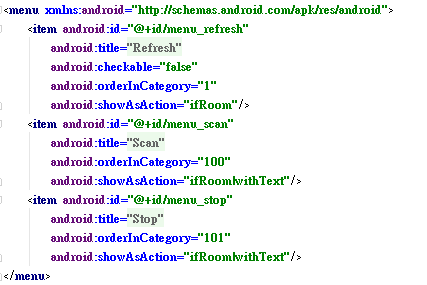 <menu xmlns:android="http://schemas.android.com/apk/res/android">
<item android:id="@+id/menu_refresh"
android:title="Refresh"
android:checkable="false"
android:orderInCategory="1"
android:showAsAction="ifRoom"/>
<item android:id="@+id/menu_scan"
android:title="Scan"
android:orderInCategory="100"
android:showAsAction="ifRoom|withText"/>
<item android:id="@+id/menu_stop"
android:title="Stop"
android:orderInCategory="101"
android:showAsAction="ifRoom|withText"/>
</menu>